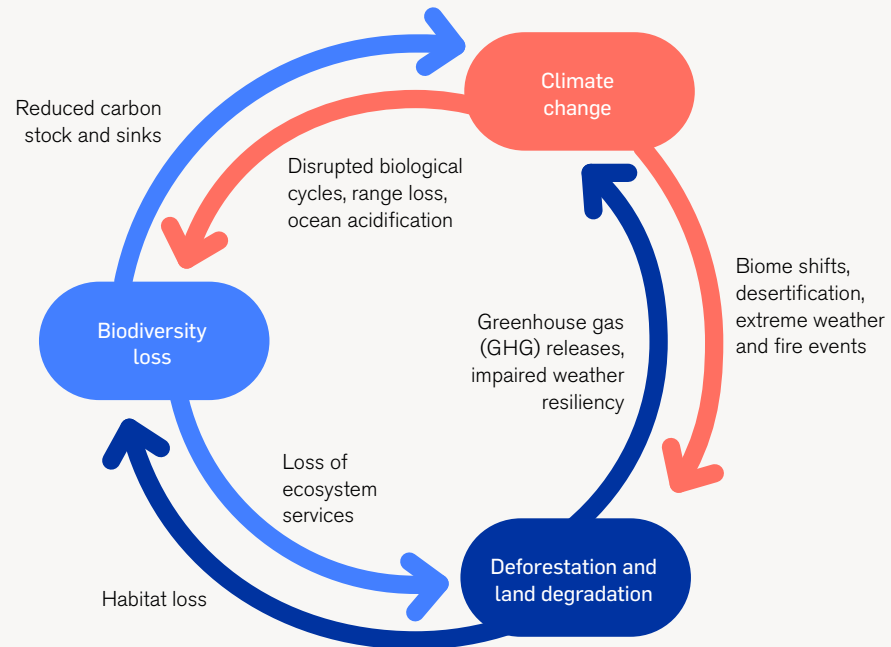 Climate
change
Reduced carbon
stock and sinks
Disrupted biological
cycles, range loss,
ocean acidification
Biome shifts,
desertification,
extreme weather
and fire events
Biodiversity
loss
Greenhouse gas
(GHG) releases,
impaired weather
resiliency
Loss of
ecosystem
services
Deforestation and
land degradation
Habitat loss